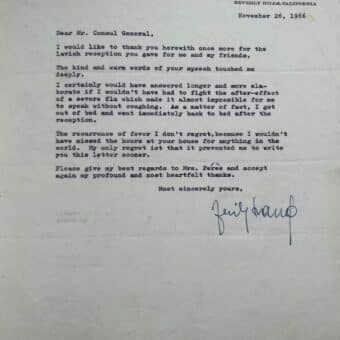 BEVERLY HILLS, CALIFORNIA
November 26, 1966
Dear Mr. Consul General,
I would like to thank you herewith once more for the
lavish reception you gave for me and my friends.
The kind and warm words of your speech touched me
deeply.
I certainly would have answered longer and more ela-
borate if I wouldn't have had to fight the after-effect
of a severe flu which made it almost impossible for me
to speak without coughing. As a matter of fact, I got
out of bed and went immediately back to bed after the
reception.
The recurrence of fever I don't regret,because I wouldn't
have missed the hours at your house for anything in the
world. My only regret ist that it prevented me to write
you this letter sooner.
Please give my best regards to Mrs. Peres and accept
again my profound and most heartfelt thanks.
Most sincerely yours,